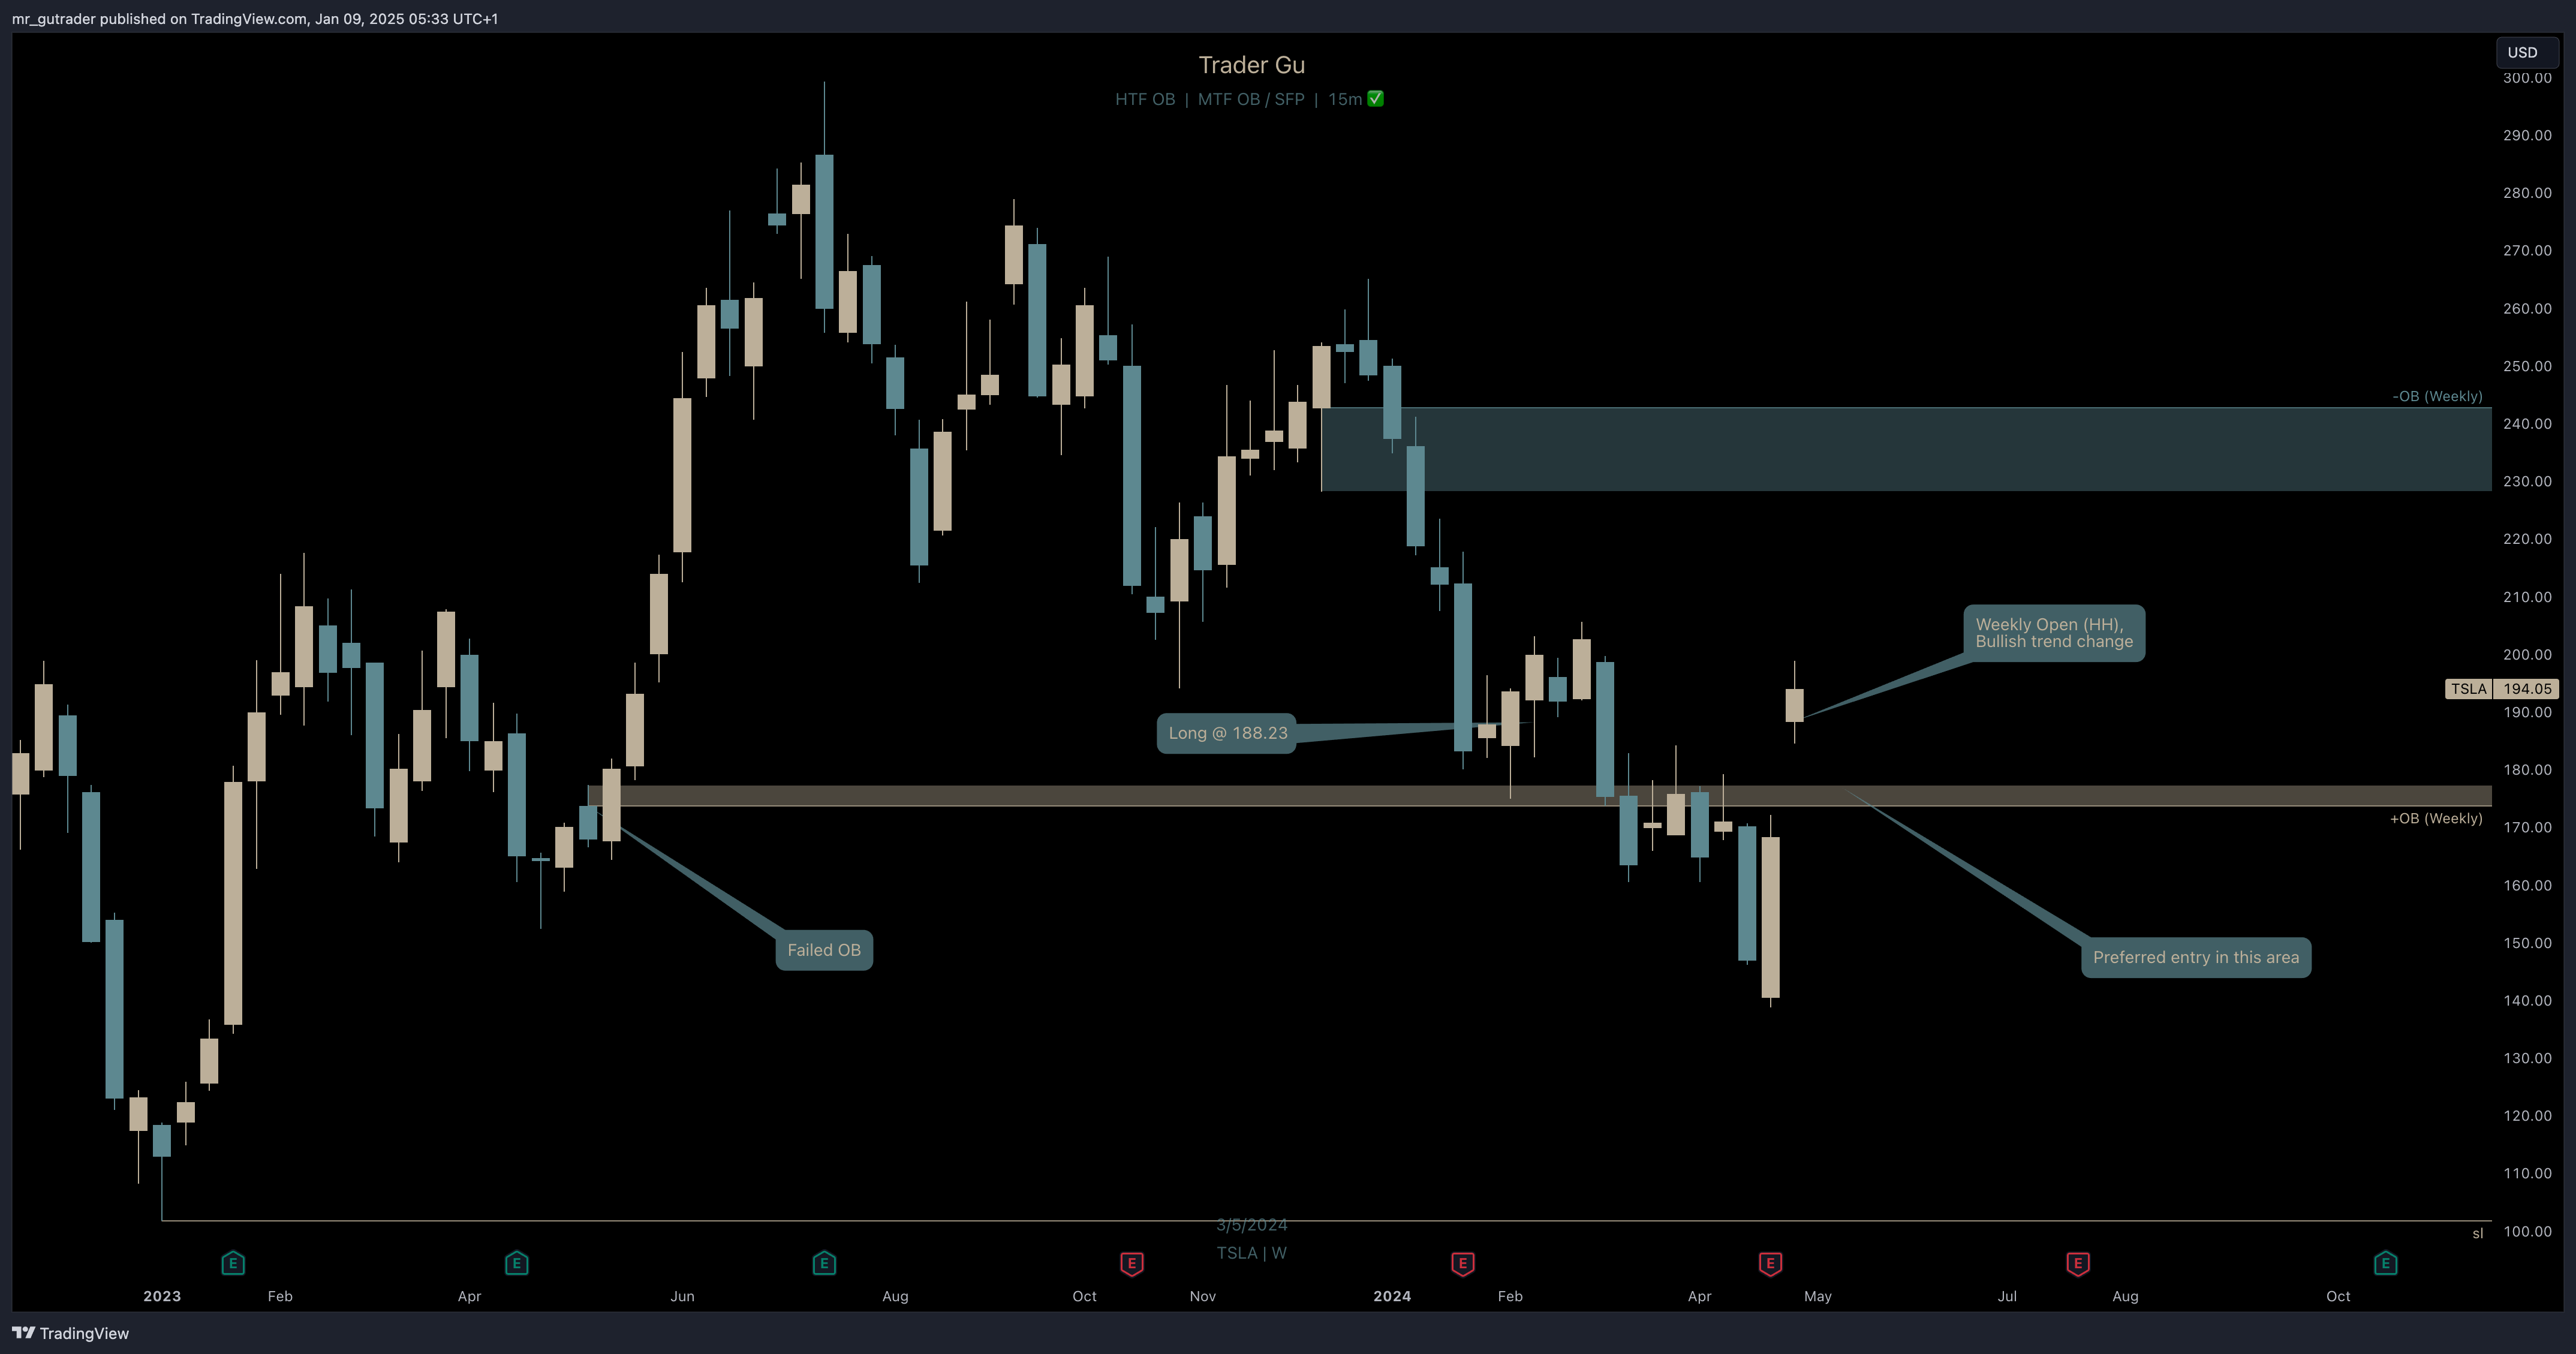 mr_gutrader published on TradingView.com, Jan 09, 2025 05:33 UTC+1
Trader Gu
HTF OB | MTF OB / SFP | 15m ✅
USD
300.00
290.00
280.00
270.00
260.00
250.00
-OB (Weekly)
240.00
230.00
220.00
210.00
Weekly Open (HH),
Bullish trend change
200.00
TSLA 194.05
190.00
Long @ 188.23
180.00
+OB (Weekly)
170.00
160.00
Failed OB
Preferred entry in this area
150.00
140.00
130.00
120.00
110.00
100.00
sl
3/5/2024
TSLA | W
E E E E E E E E
2023 Feb Apr Jun Aug Oct Nov 2024 Feb Apr May Jul Aug Oct
TradingView